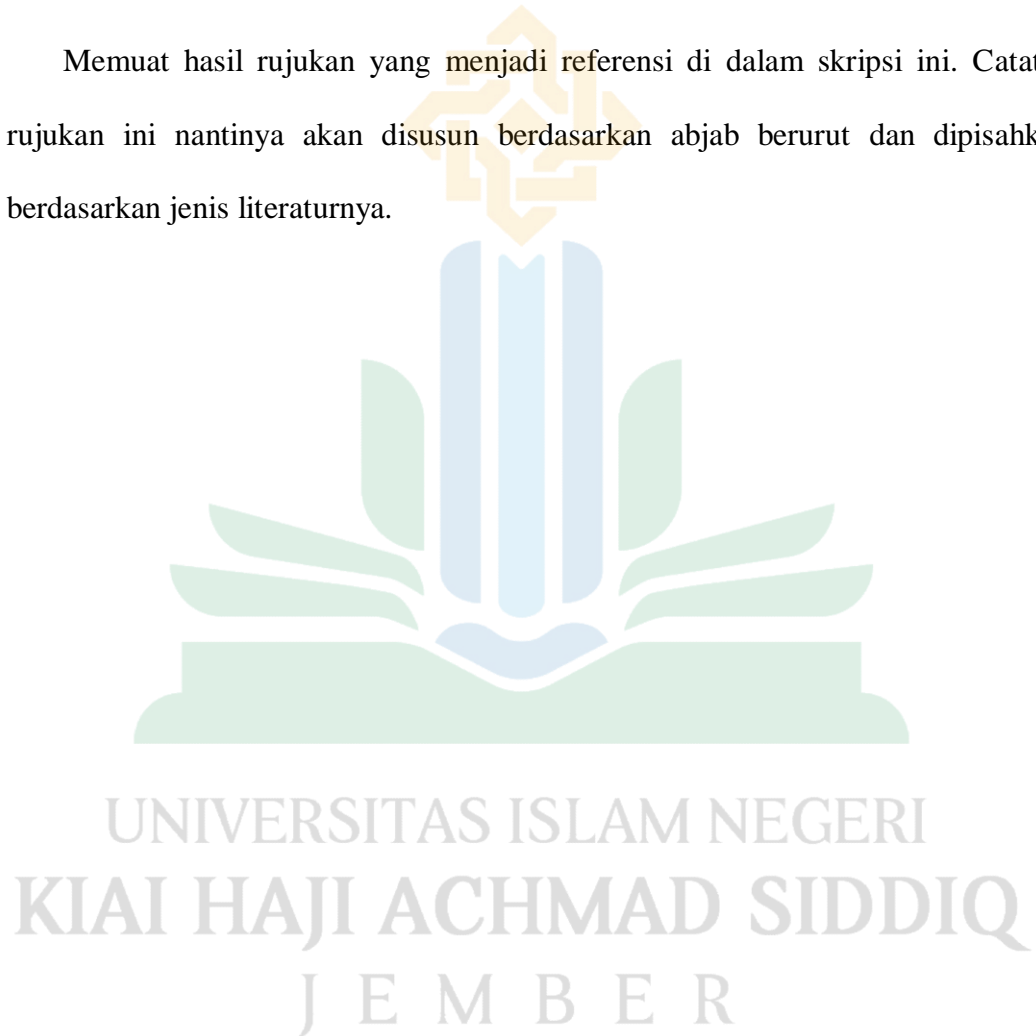 Memuat hasil rujukan yang menjadi referensi di dalam skripsi ini. Catat
rujukan ini nantinya akan disusun berdasarkan abjab berurut dan dipisahk
berdasarkan jenis literaturnya.
UNIVERSITAS ISLAM NEGERI
KIAI HAJI ACHMAD SIDDIQ
J E M B E R